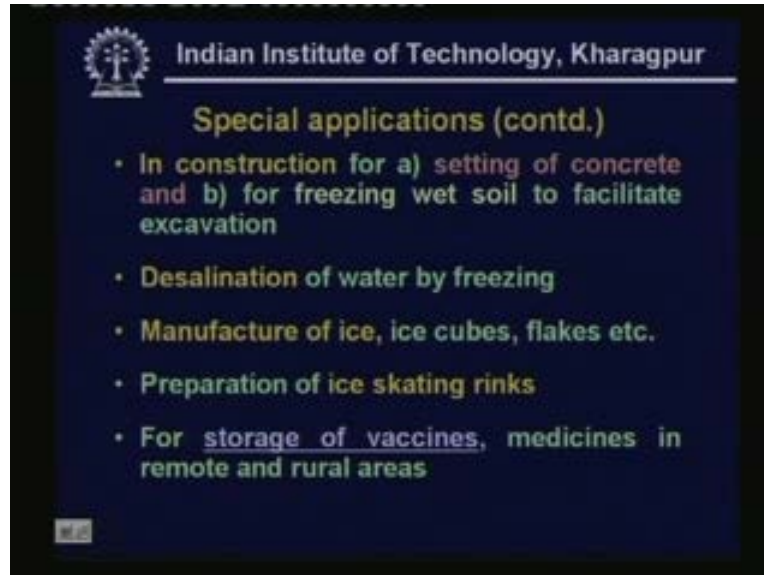 Indian Institute of Technology, Kharagpur
Special applications (contd.)
• In construction for a) setting of concrete
and b) for freezing wet soil to facilitate
excavation
• Desalination of water by freezing
• Manufacture of ice, ice cubes, flakes etc.
• Preparation of ice skating rinks
• For storage of vaccines, medicines in
remote and rural areas